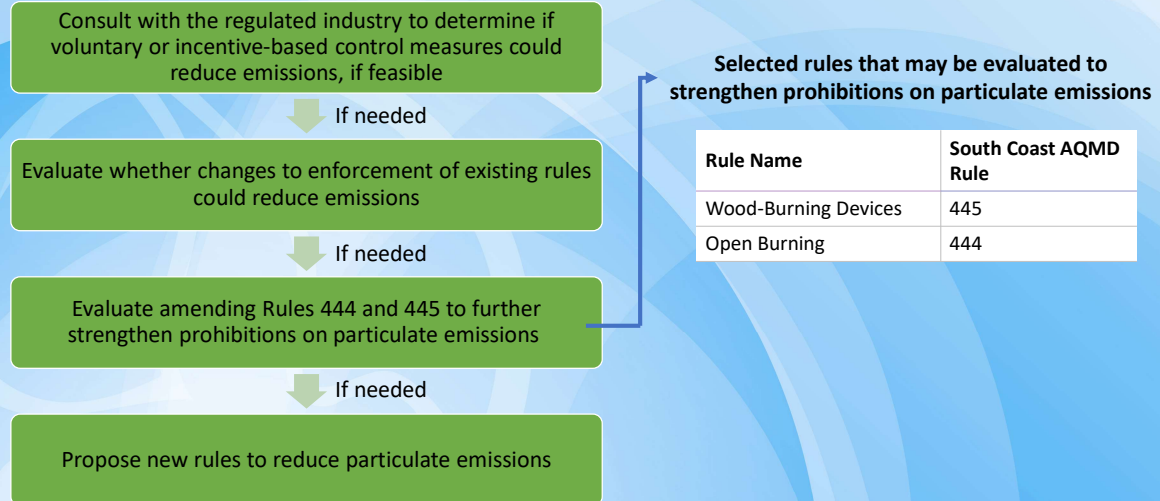 Consult with the regulated industry to determine if
voluntary or incentive-based control measures could
reduce emissions, if feasible
If needed
Evaluate whether changes to enforcement of existing rules
could reduce emissions
If needed
Evaluate amending Rules 444 and 445 to further
strengthen prohibitions on particulate emissions
If needed
Propose new rules to reduce particulate emissions
Selected rules that may be evaluated to
strengthen prohibitions on particulate emissions
Rule Name
South Coast AQMD
Rule
Wood-Burning Devices 445
Open Burning 444